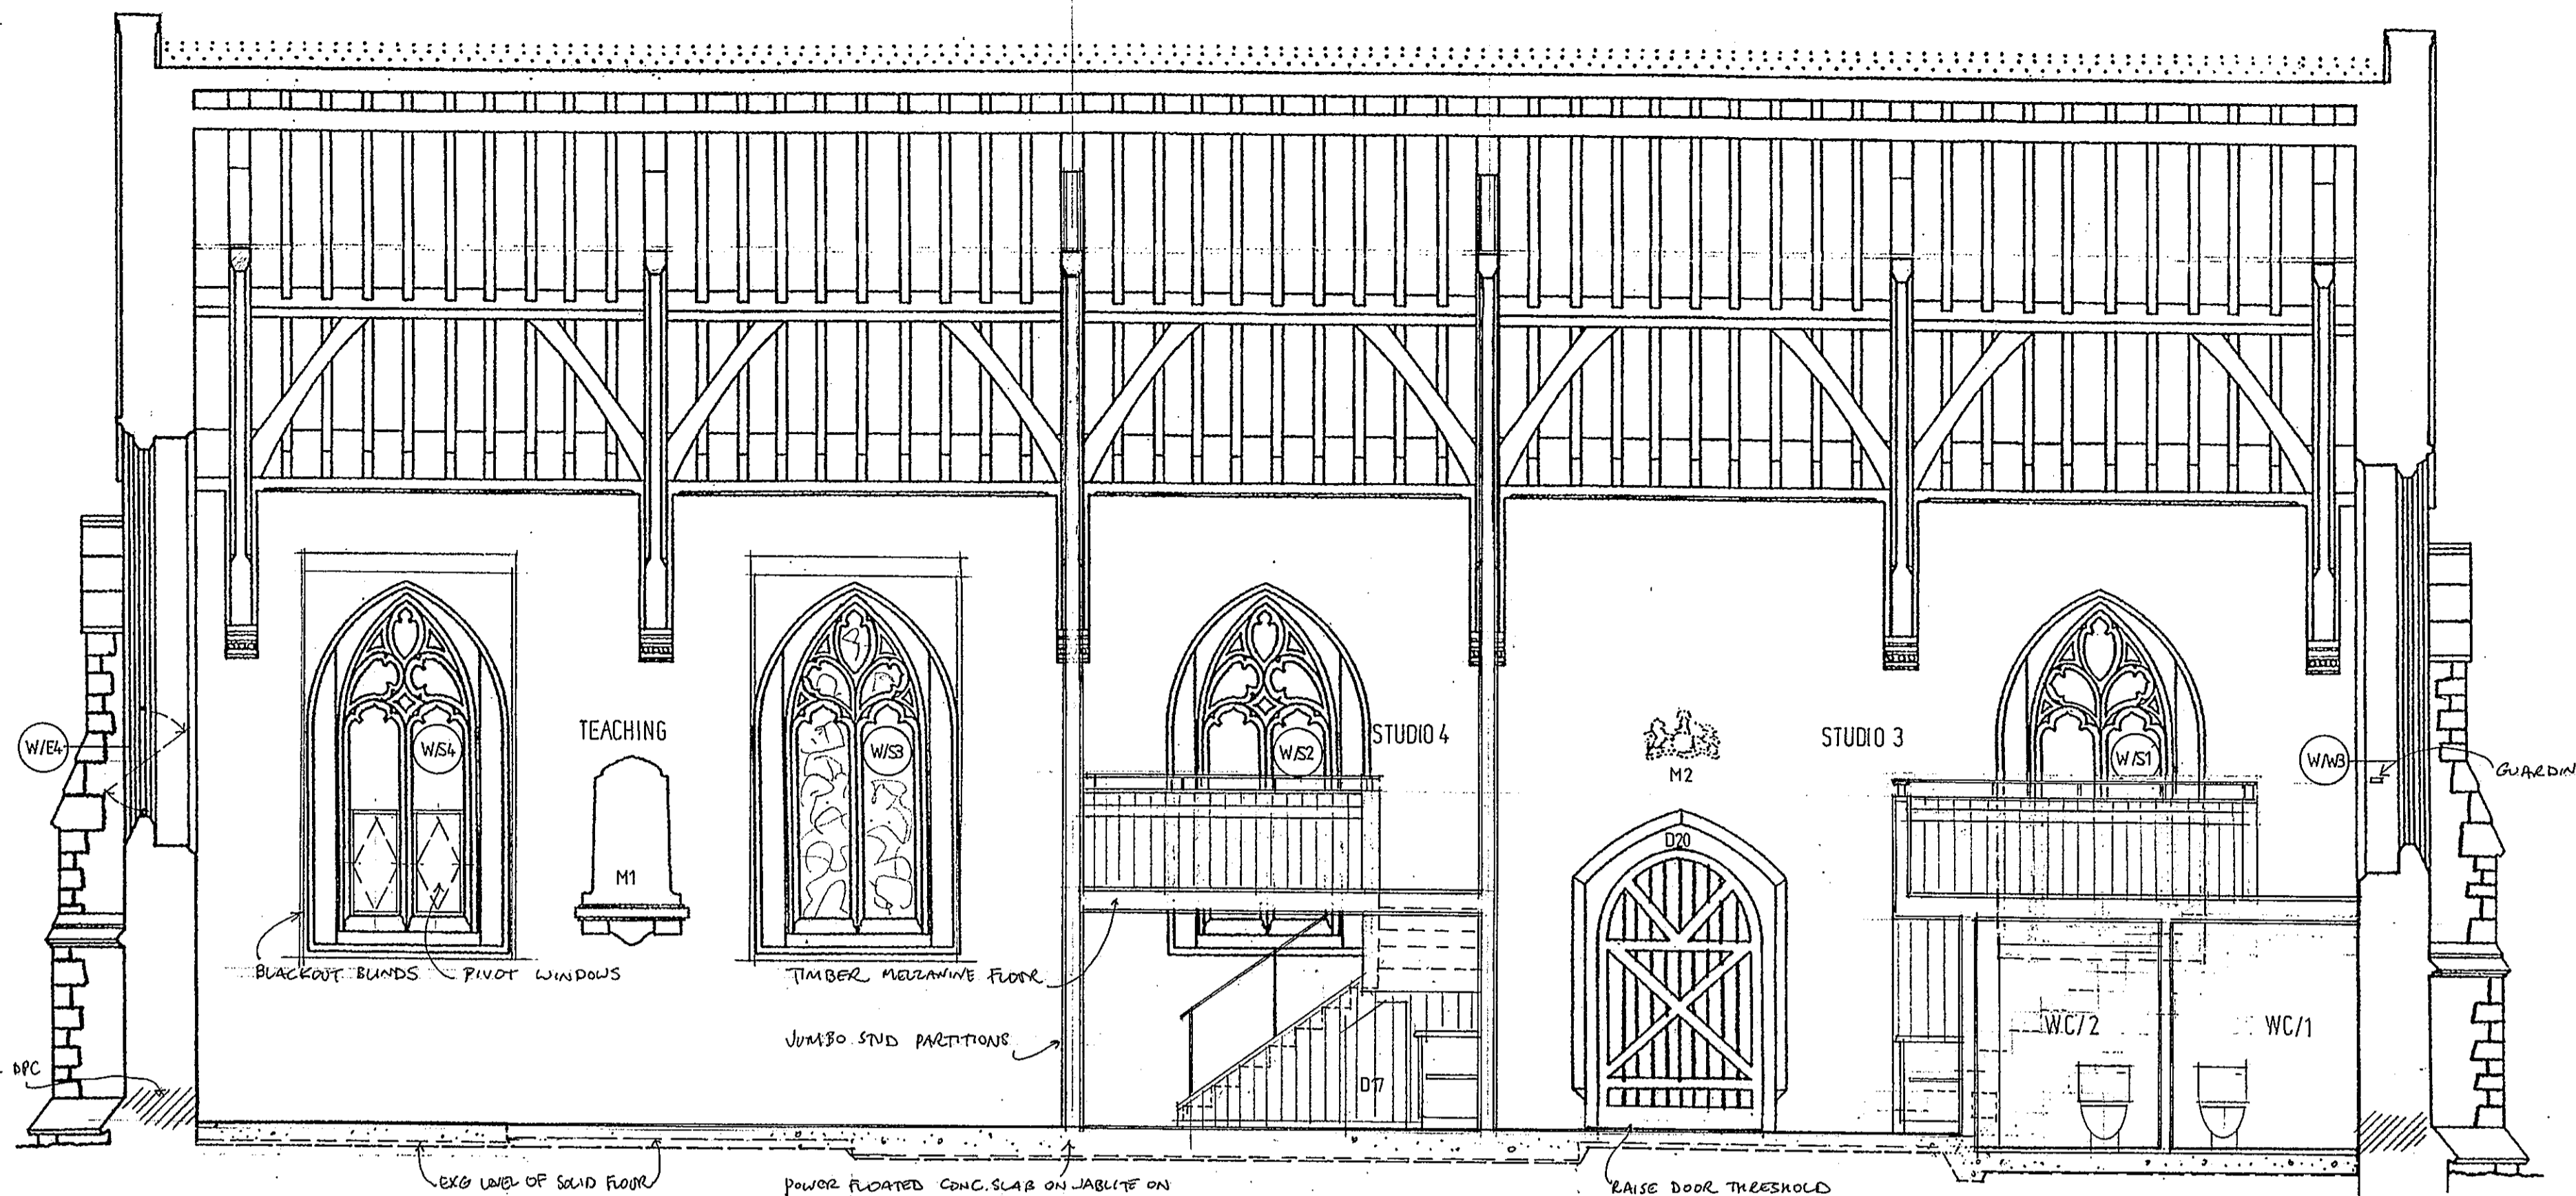 TEACHING
STUDIO 4
STUDIO 3
W/E4
W/S4
W/S3
W/S2
M2
W/S1
W/W3
GUARDIN
D20
M1
BLACKOUT BLINDS
PIVOT WINDOWS
TIMBER MEZZANINE FLOOR
JUMBO STUD PARTITIONS
WC/2
WC/1
DPC
D17
EXG LEVEL OF SOLID FLOOR
POWER FLOATED CONC. SLAB ON JABLITE ON
RAISE DOOR THRESHOLD